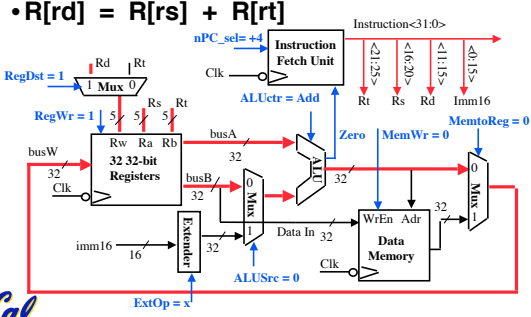 •R[rd] = R[rs] + R[rt]
Instruction<31:0>
nPC_sel= +4
Instruction
Fetch Unit
Rd Rt
RegDst = 1
1 Mux 0
Clk
<21:25>
<16:20>
<11:15>
<0:15>
ALUctr = Add
Rt Rs Rd Imm16
Rs Rt
RegWr = 1
5 5 5
Rw Ra Rb
busA
32
Zero
MemWr = 0
MemtoReg = 0
busW
32
32 32-bit
Registers
Clk
busB
32
0
Mux
1
ALU
32
0
Mux
1
32
WrEn Adr
Data In
32
Data
Memory
Clk
imm16
16
Extender
32
ALUSrc = 0
ExtOp = x
Cal